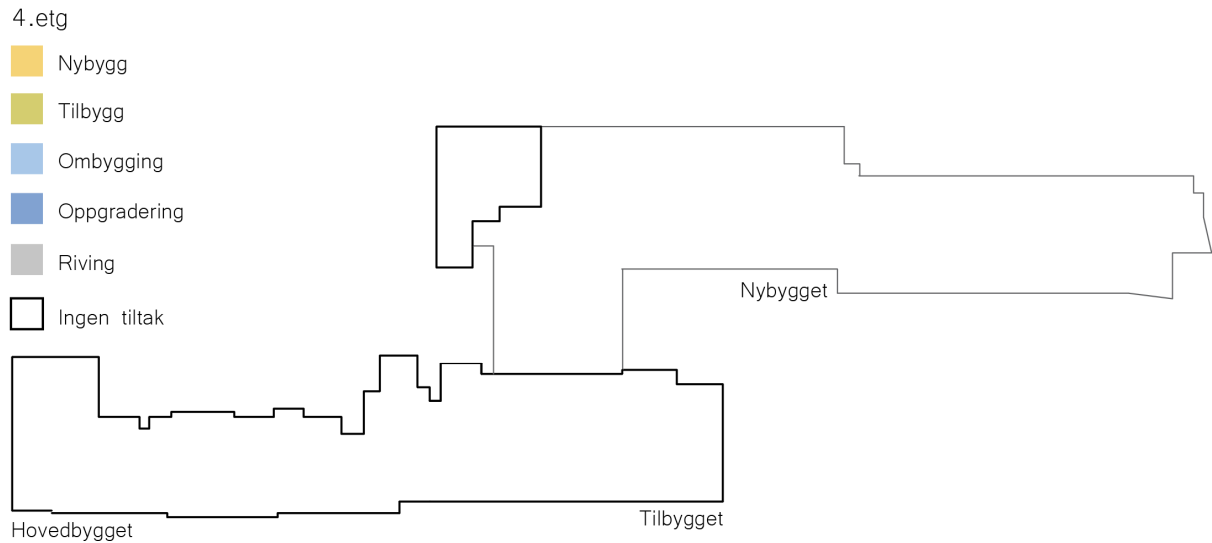 4.etg
Nybygg
Tilbygg
Ombygging
Oppgradering
Riving
Ingen tiltak
Nybygget
Tilbygget
Hovedbygget